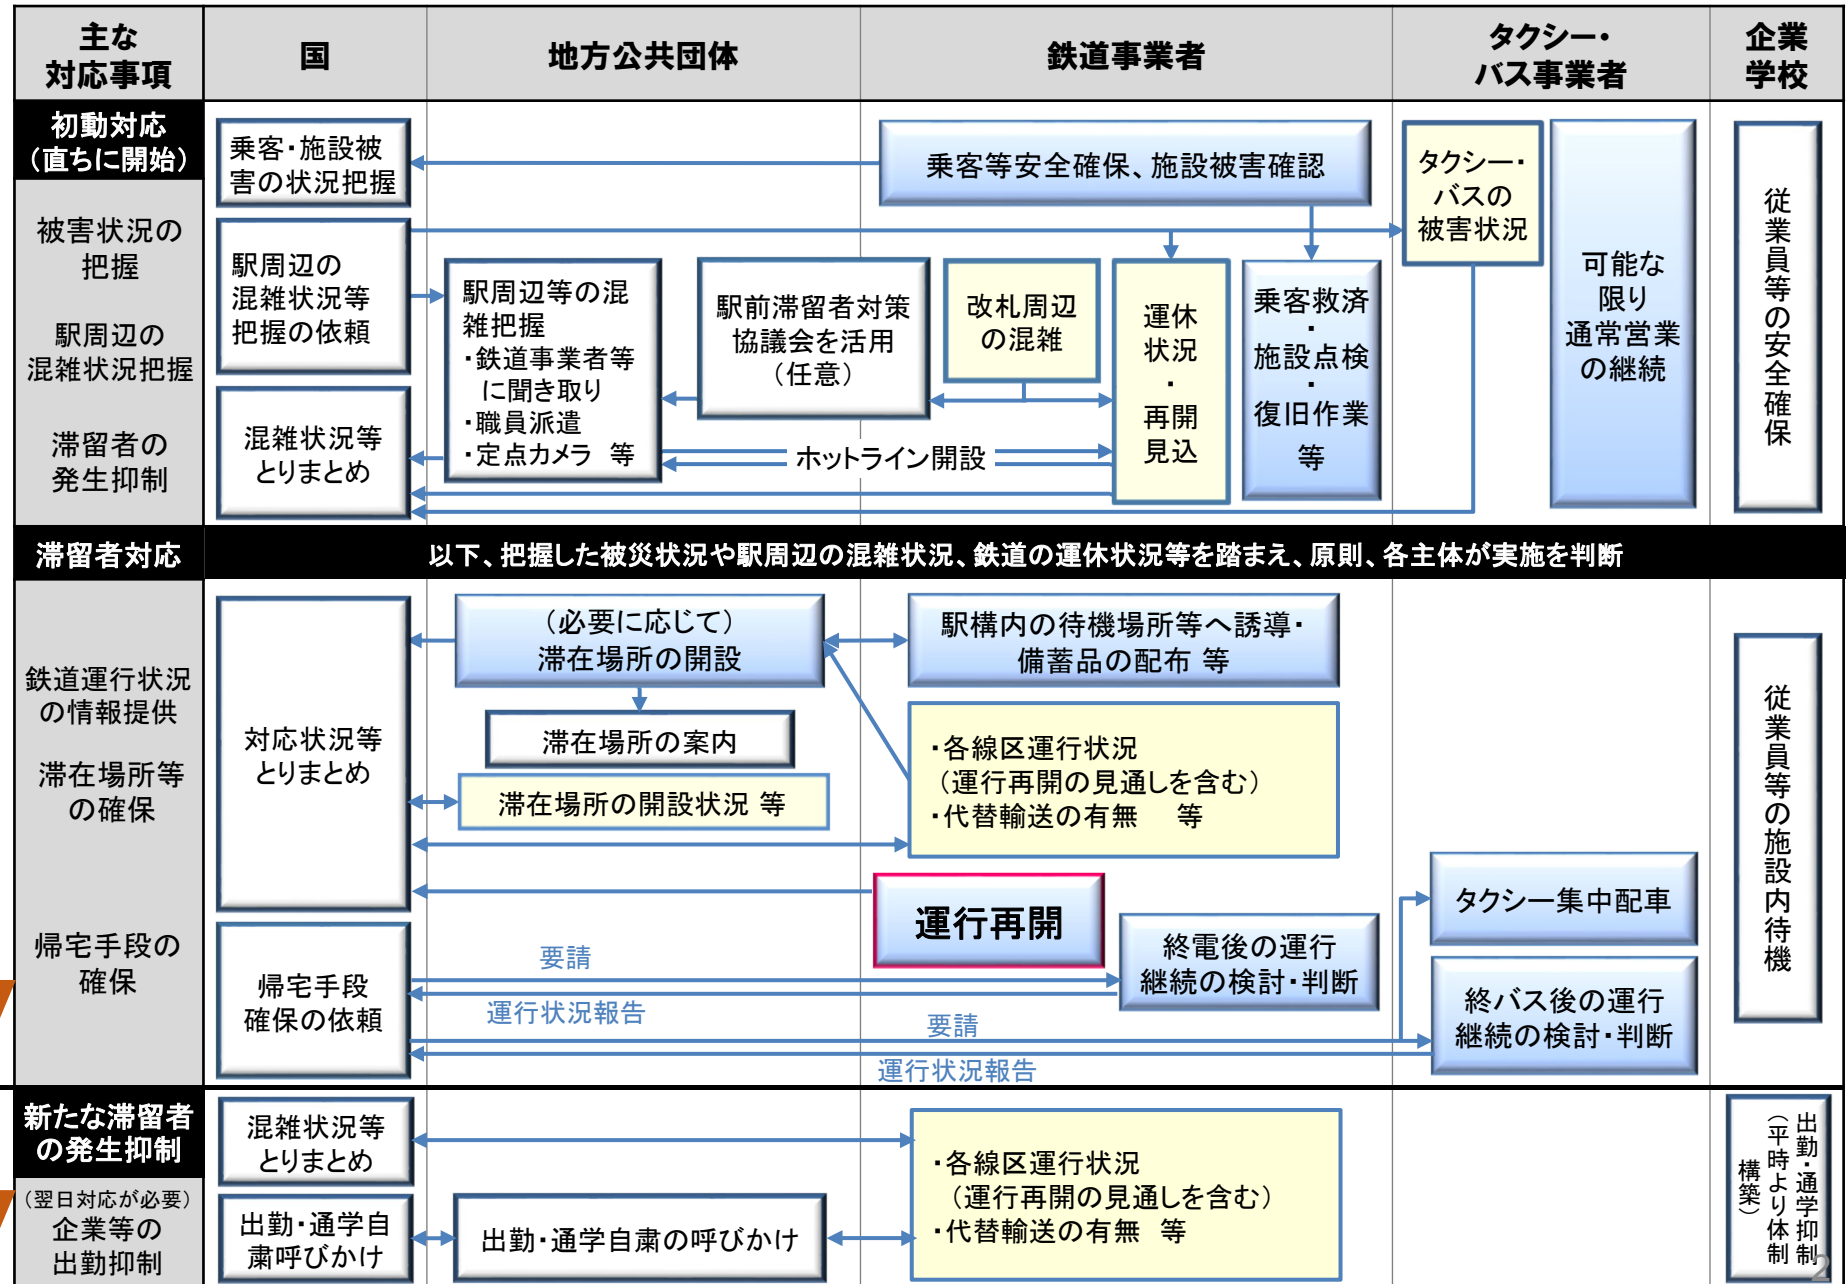 主な
対応事項
国
地方公共団体
鉄道事業者
タクシー・
バス事業者
企業
学校
初動対応
（直ちに開始）
被害状況の
把握
駅周辺の
混雑状況把握
滞留者の
発生抑制
乗客・施設被
害の状況把握
駅周辺の
混雑状況等
把握の依頼
混雑状況等
とりまとめ
駅周辺等の混
雑把握
・鉄道事業者等
に聞き取り
・職員派遣
・定点カメラ 等
駅前滞留者対策
協議会を活用
（任意）
乗客等安全確保、施設被害確認
改札周辺
の混雑
運休
状況
・
再開
見込
乗客救済
・
施設点検
・
復旧作業
等
ホットライン開設
タクシー・
バスの
被害状況
可能な
限り
通常営業
の継続
従業員等の安全確保
滞留者対応
以下、把握した被災状況や駅周辺の混雑状況、鉄道の運休状況等を踏まえ、原則、各主体が実施を判断
鉄道運行状況
の情報提供
滞在場所等
の確保
帰宅手段の
確保
対応状況等
とりまとめ
帰宅手段
確保の依頼
（必要に応じて）
滞在場所の開設
滞在場所の案内
滞在場所の開設状況 等
駅構内の待機場所等へ誘導・
備蓄品の配布 等
・各線区運行状況
（運行再開の見通しを含む）
・代替輸送の有無 等
運行再開
終電後の運行
継続の検討・判断
要請
運行状況報告
要請
運行状況報告
タクシー集中配車
終バス後の運行
継続の検討・判断
従業員等の施設内待機
新たな滞留者
の発生抑制
（翌日対応が必要）
企業等の
出勤抑制
混雑状況等
とりまとめ
出勤・通学自
粛呼びかけ
出勤・通学自粛の呼びかけ
・各線区運行状況
（運行再開の見通しを含む）
・代替輸送の有無 等
出勤・通学抑制
（平時より体制
構築）
2